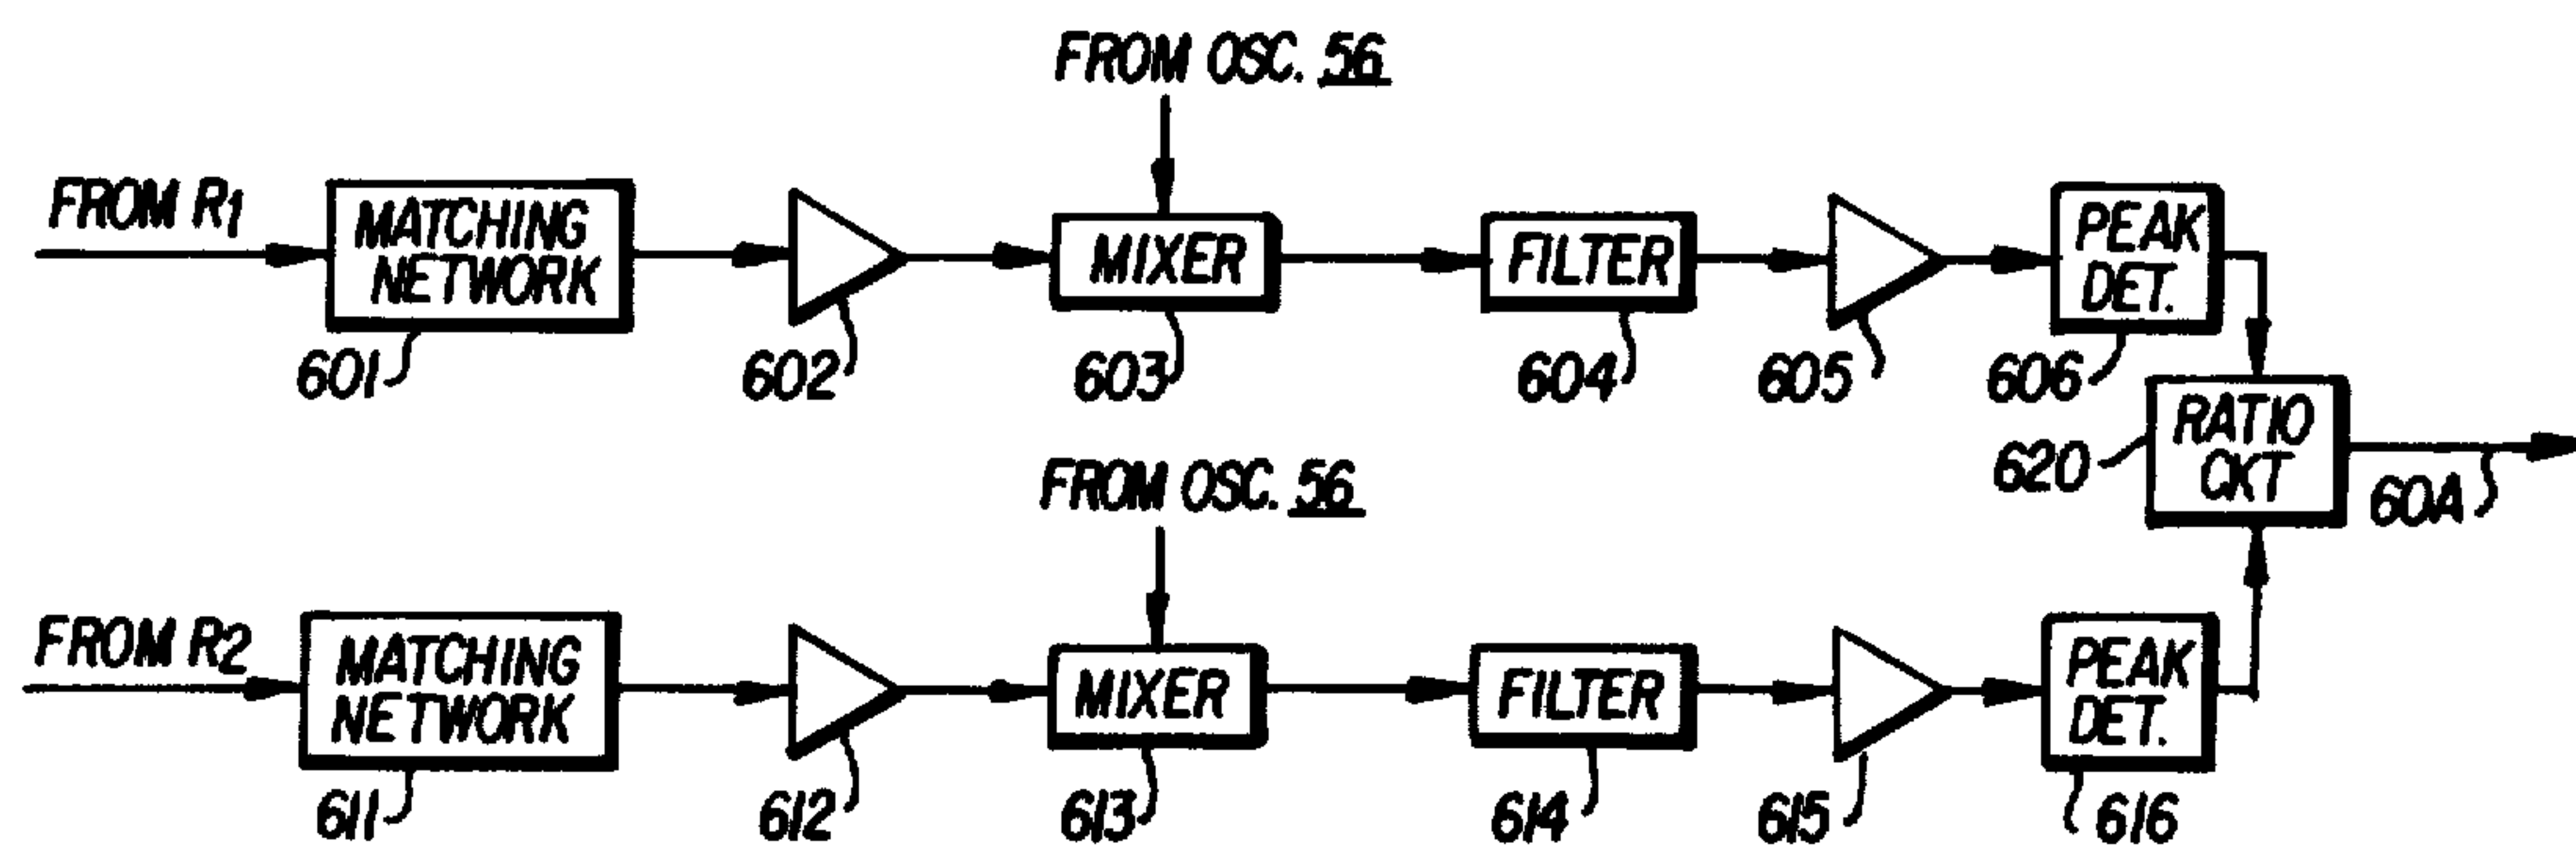 FROM OSC. 56
FROM R1
MATCHING
NETWORK
MIXER
FILTER
PEAK
DET.
601
602
603
604
605
606
RATIO
CKT
620
60A
FROM OSC. 56
FROM R2
MATCHING
NETWORK
MIXER
FILTER
PEAK
DET.
611
612
613
614
615
616